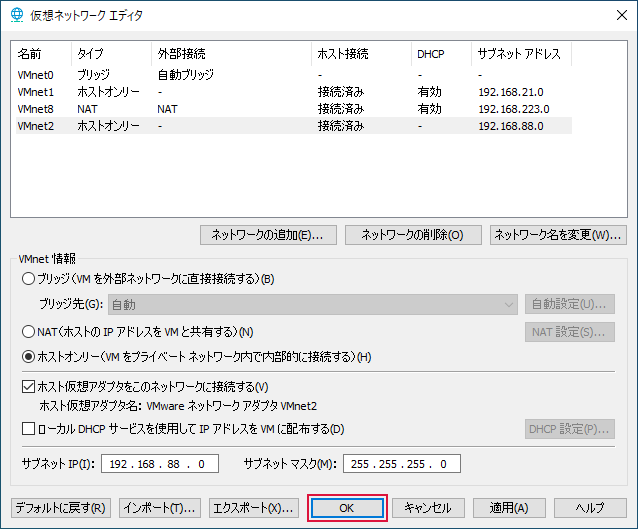 仮想ネットワーク エディタ
名前 タイプ 外部接続 ホスト接続 DHCP サブネット アドレス
VMnet0 ブリッジ 自動ブリッジ - - -
VMnet1 ホストオンリー - 接続済み 有効 192.168.21.0
VMnet8 NAT NAT 接続済み 有効 192.168.223.0
VMnet2 ホストオンリー - 接続済み - 192.168.88.0
ネットワークの追加(E)... ネットワークの削除(O) ネットワーク名を変更(W)...
VMnet 情報
ブリッジ(VM を外部ネットワークに直接接続する)(B)
ブリッジ先(G): 自動 自動設定(U)...
NAT(ホストの IP アドレスを VM と共有する)(N) NAT 設定(S)...
ホストオンリー(VM をプライベート ネットワーク内で内部的に接続する)(H)
ホスト仮想アダプタをこのネットワークに接続する(V)
ホスト仮想アダプタ名: VMware ネットワーク アダプタ VMnet2
ローカル DHCP サービスを使用して IP アドレスを VM に配布する(D) DHCP 設定(P)...
サブネット IP(I): 192 . 168 . 88 . 0 サブネット マスク(M): 255 . 255 . 255 . 0
デフォルトに戻す(R) インポート(T)... エクスポート(X)... OK キャンセル 適用(A) ヘルプ